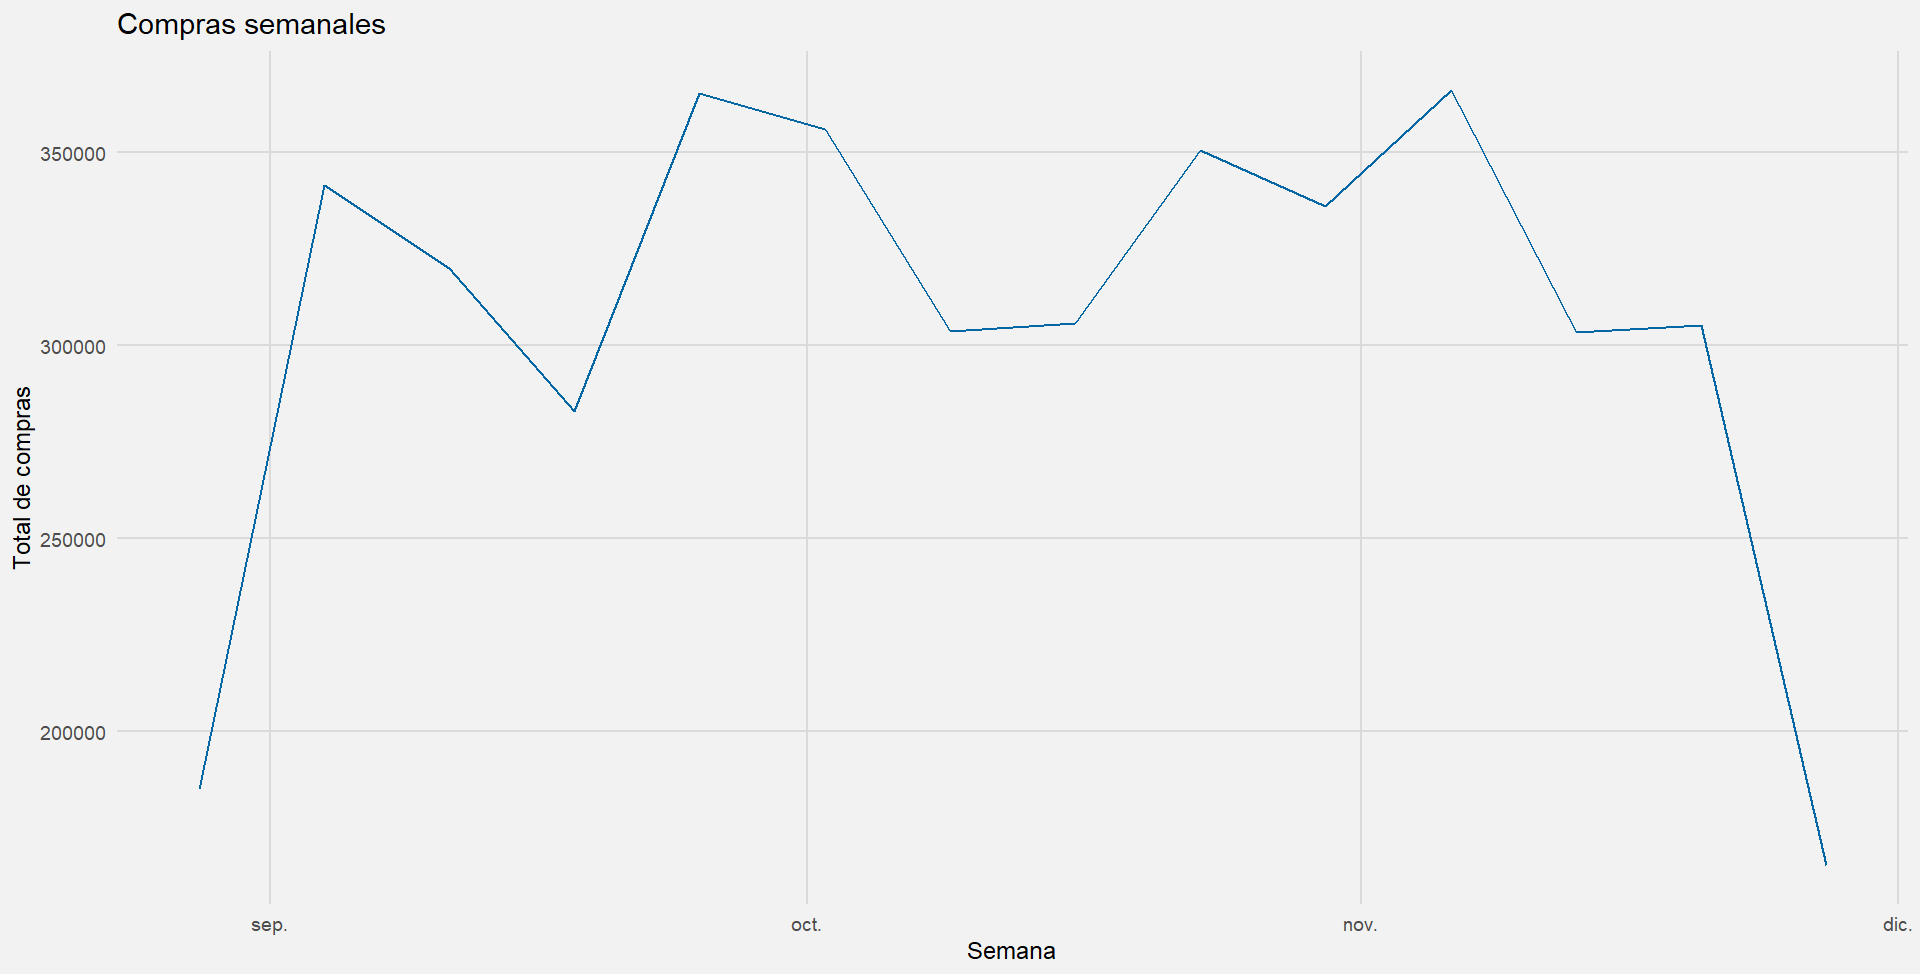 Compras semanales
Total de compras
350000
300000
250000
200000
sep.
oct.
nov.
dic.
Semana